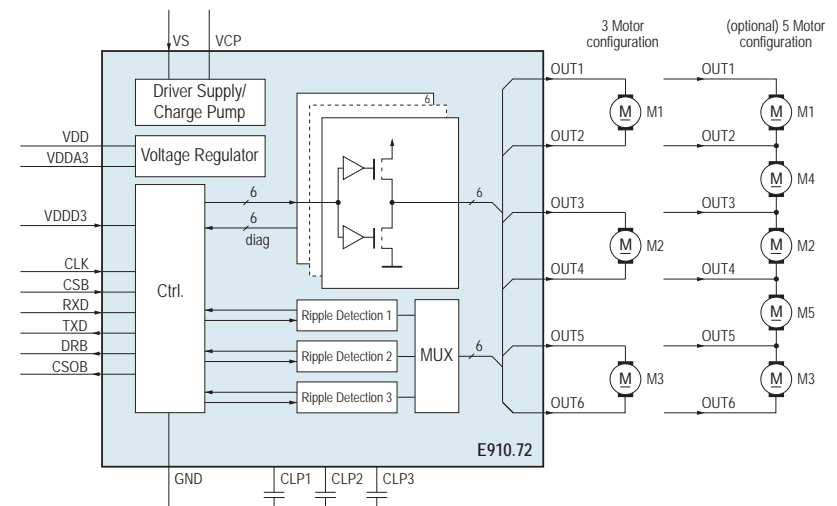 VS
VCP
3 Motor
configuration
(optional) 5 Motor
configuration
Driver Supply/
Charge Pump
6
OUT1
OUT1
M
M1
M
M1
VDD
VDDA3
Voltage Regulator
OUT2
OUT2
M
M4
VDDD3
6
6
diag
6
OUT3
OUT3
M
M2
M
M2
CLK
CSB
RXD
TXD
DRB
CSOB
Ctrl.
OUT4
OUT4
Ripple Detection 1
Ripple Detection 2
Ripple Detection 3
MUX
6
M
M5
OUT5
OUT5
M
M3
M
M3
OUT6
OUT6
E910.72
GND
CLP1
CLP2
CLP3